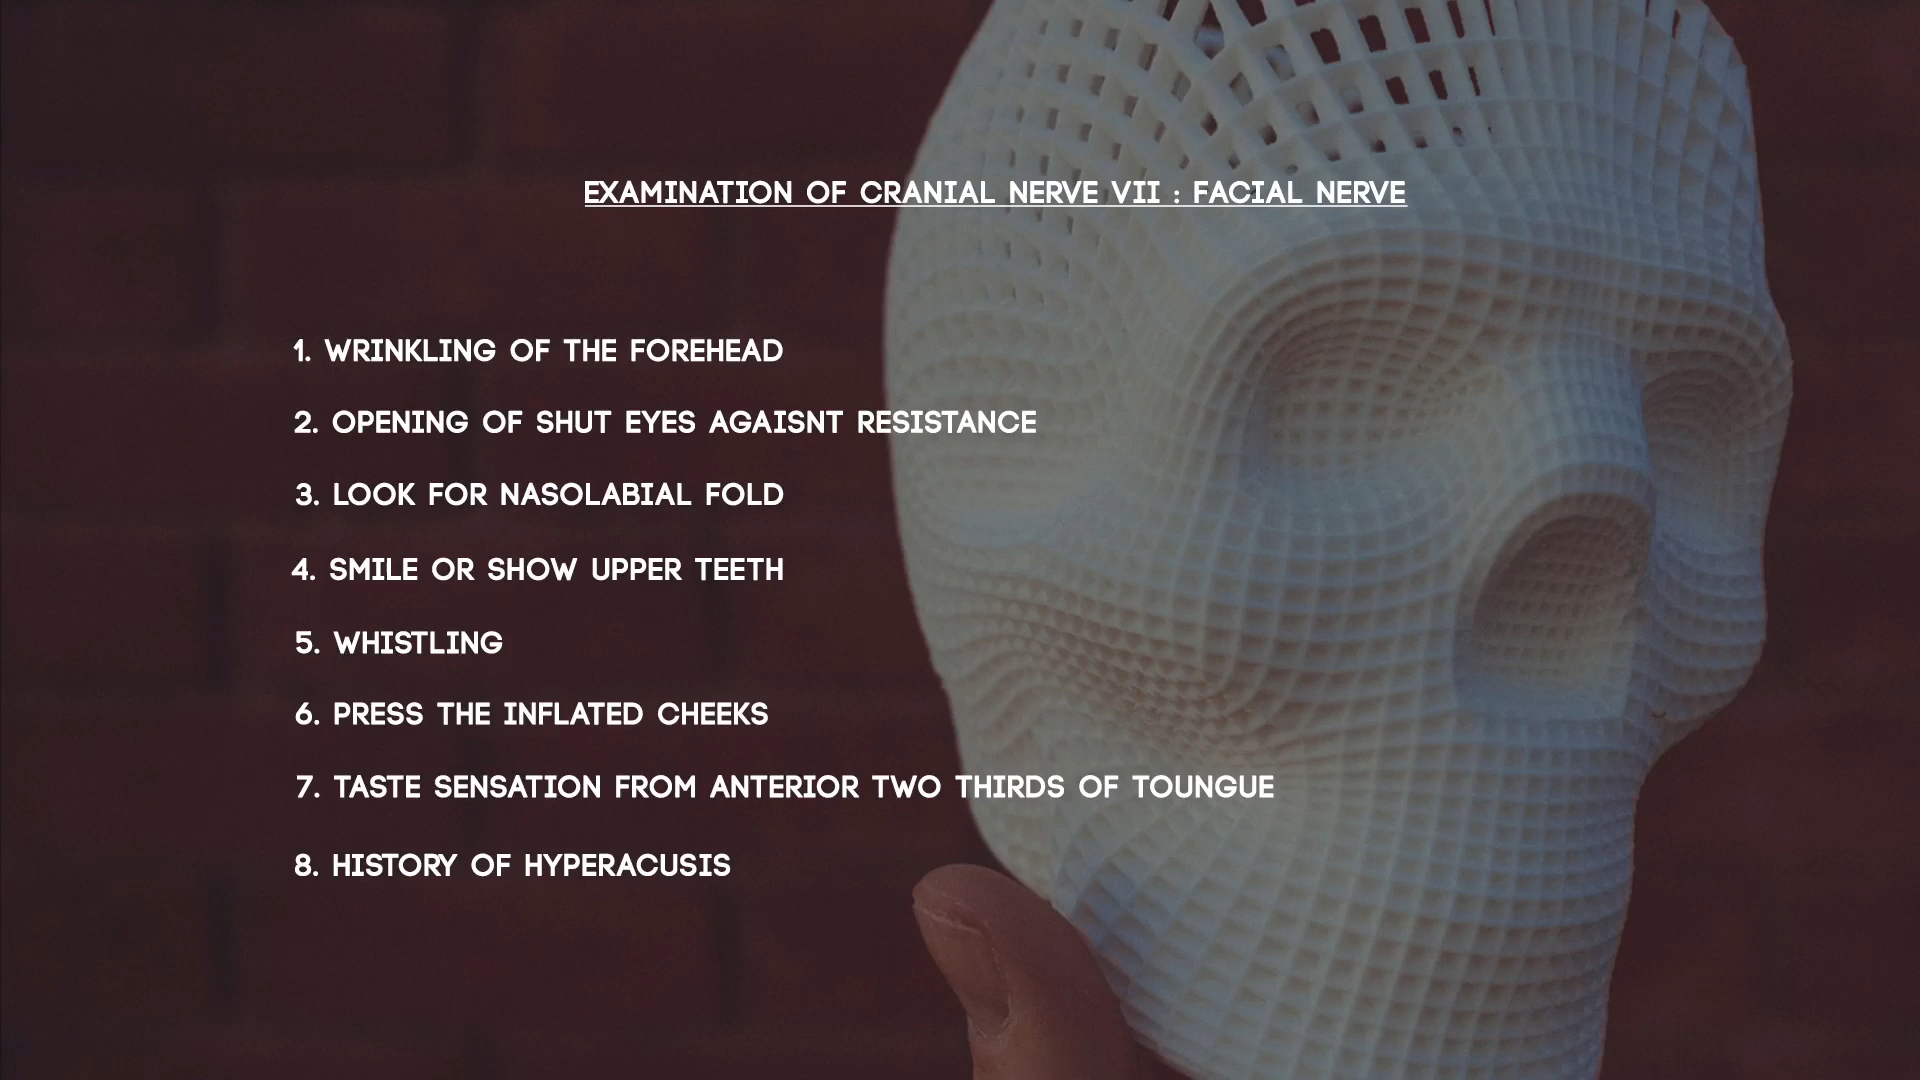 EXAMINATION OF CRANIAL NERVE VII : FACIAL NERVE
1. WRINKLING OF THE FOREHEAD
2. OPENING OF SHUT EYES AGAISNT RESISTANCE
3. LOOK FOR NASOLABIAL FOLD
4. SMILE OR SHOW UPPER TEETH
5. WHISTLING
6. PRESS THE INFLATED CHEEKS
7. TASTE SENSATION FROM ANTERIOR TWO THIRDS OF TOUNGUE
8. HISTORY OF HYPERACUSIS